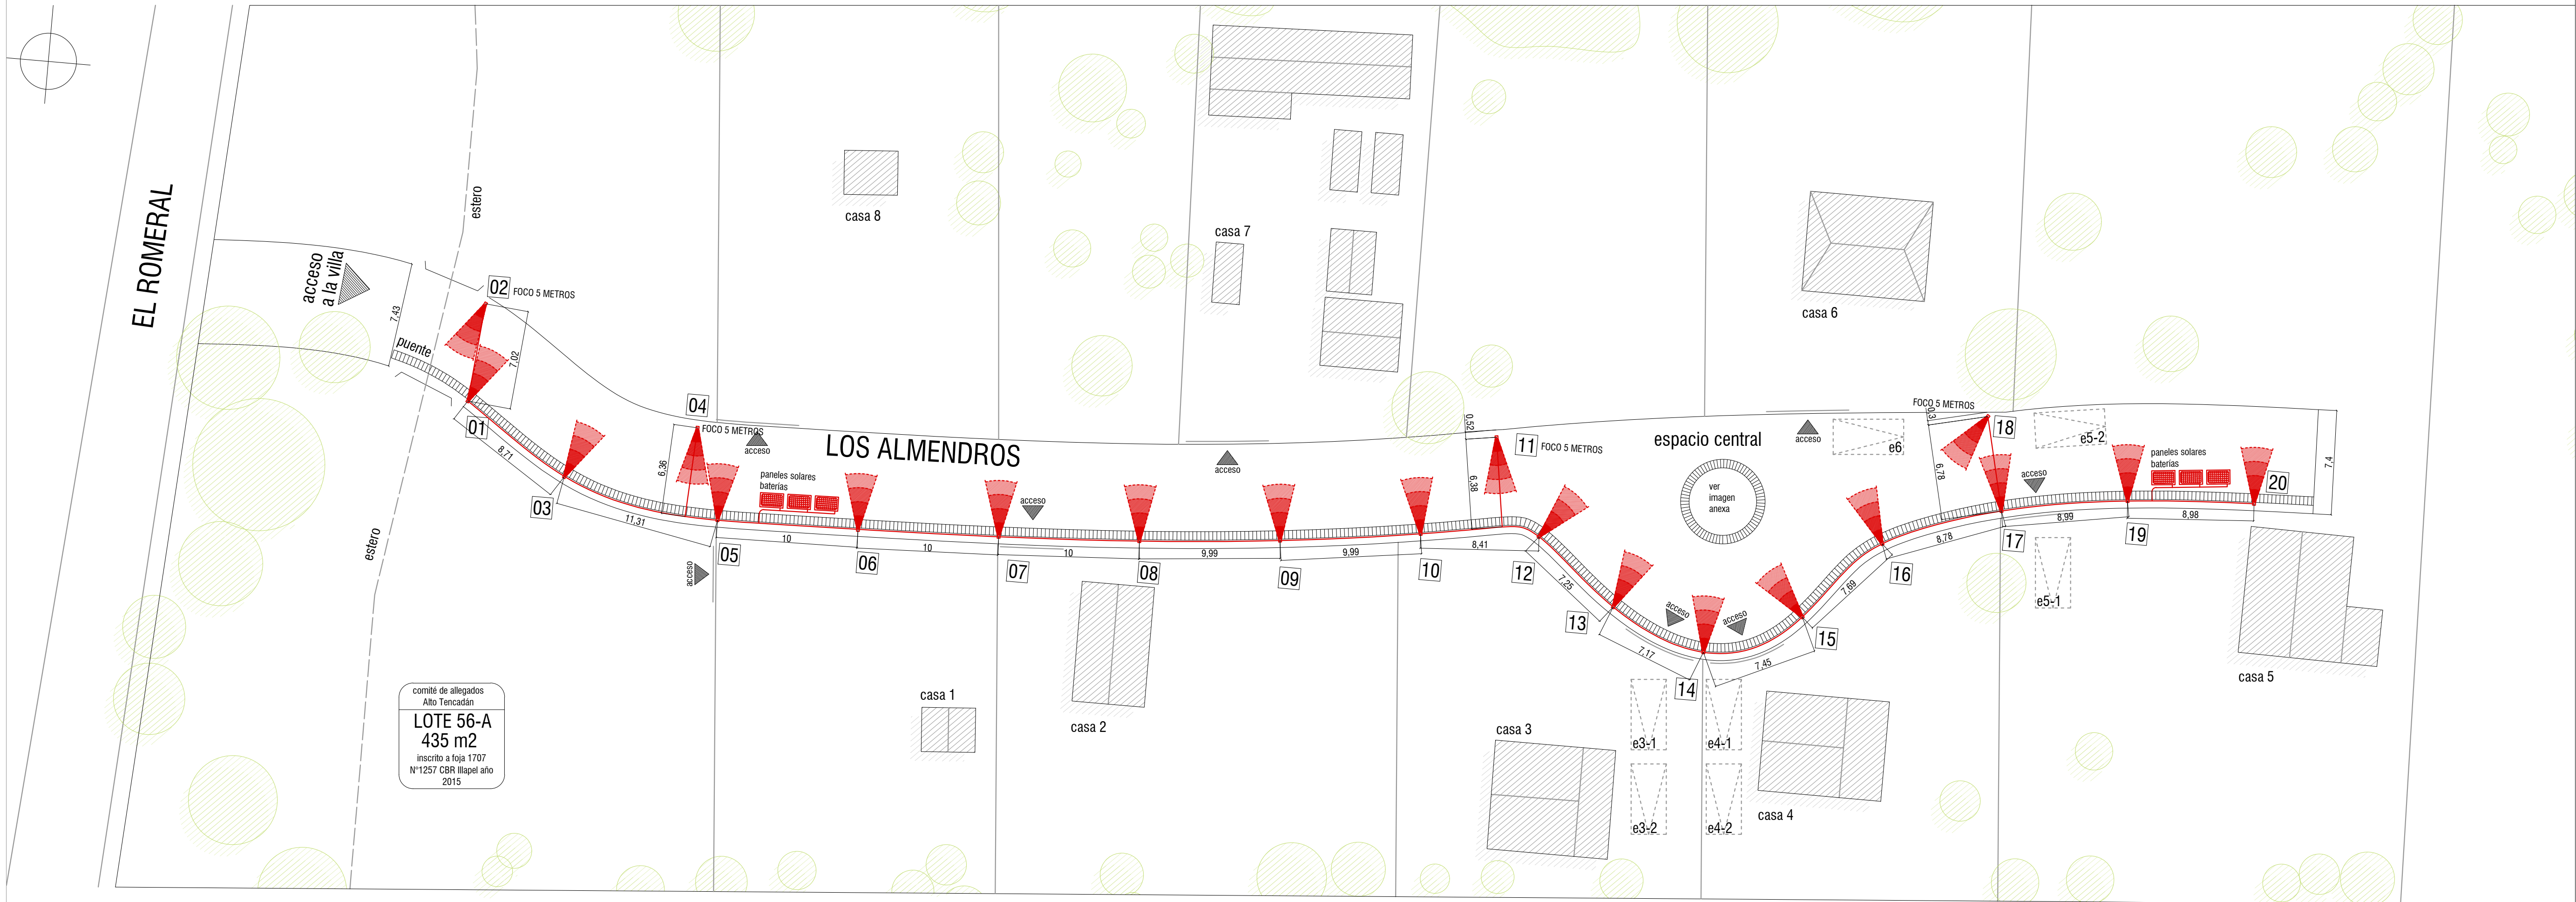 EL ROMERAL
acceso
a la villa
7,43
puente
estero
estero
02
FOCO 5 METROS
7,02
01
8,71
03
11,31
04
FOCO 5 METROS
6,36
acceso
05
acceso
LOS ALMENDROS
paneles solares
baterías
10
06
10
acceso
07
10
08
9,99
acceso
09
9,99
10
8,41
0,52
6,38
11
FOCO 5 METROS
12
7,25
13
7,17
acceso
14
acceso
7,45
15
7,69
16
8,78
espacio central
ver
imagen
anexa
acceso
e6
FOCO 5 METROS
0,3
6,78
18
17
acceso
8,99
e5-2
19
paneles solares
baterías
8,98
20
7,4
e5-1
casa 8
casa 7
casa 6
casa 5
casa 1
casa 2
casa 3
casa 4
e3-1
e4-1
e3-2
e4-2
comité de allegados
Alto Tencadán
LOTE 56-A
435 m2
inscrito a foja 1707
N°1257 CBR Illapel año
2015